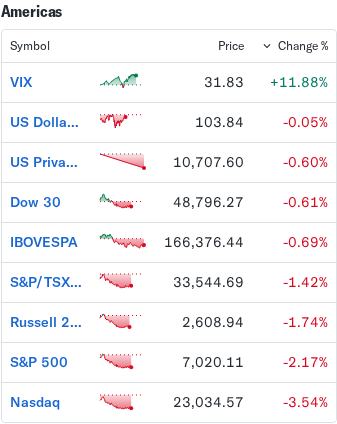 Americas
Symbol Price Change %
VIX 31.83 +11.88%
US Dolla... 103.84 -0.05%
US Priva... 10,707.60 -0.60%
Dow 30 48,796.27 -0.61%
IBOVESPA 166,376.44 -0.69%
S&P/TSX... 33,544.69 -1.42%
Russell 2... 2,608.94 -1.74%
S&P 500 7,020.11 -2.17%
Nasdaq 23,034.57 -3.54%